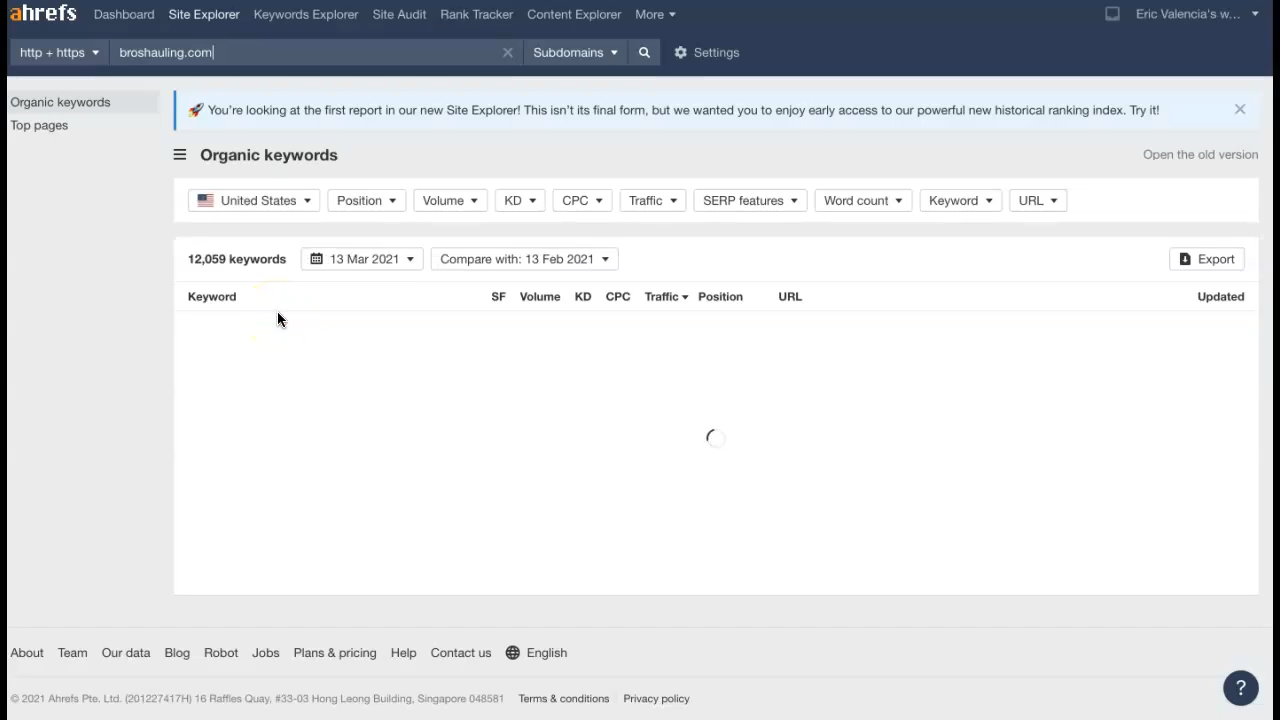 ahrefs Dashboard Site Explorer Keywords Explorer Site Audit Rank Tracker Content Explorer More Eric Valencia's w...
http + https broshauling.com Subdomains Settings
Organic keywords
Top pages
🚀 You're looking at the first report in our new Site Explorer! This isn't its final form, but we wanted you to enjoy early access to our powerful new historical ranking index. Try it!
Organic keywords Open the old version
United States Position Volume KD CPC Traffic SERP features Word count Keyword URL
12,059 keywords 13 Mar 2021 Compare with: 13 Feb 2021 Export
Keyword SF Volume KD CPC Traffic Position URL Updated
About Team Our data Blog Robot Jobs Plans & pricing Help Contact us English
© 2021 Ahrefs Pte. Ltd. (201227417H) 16 Raffles Quay, #33-03 Hong Leong Building, Singapore 048581 Terms & conditions Privacy policy
?